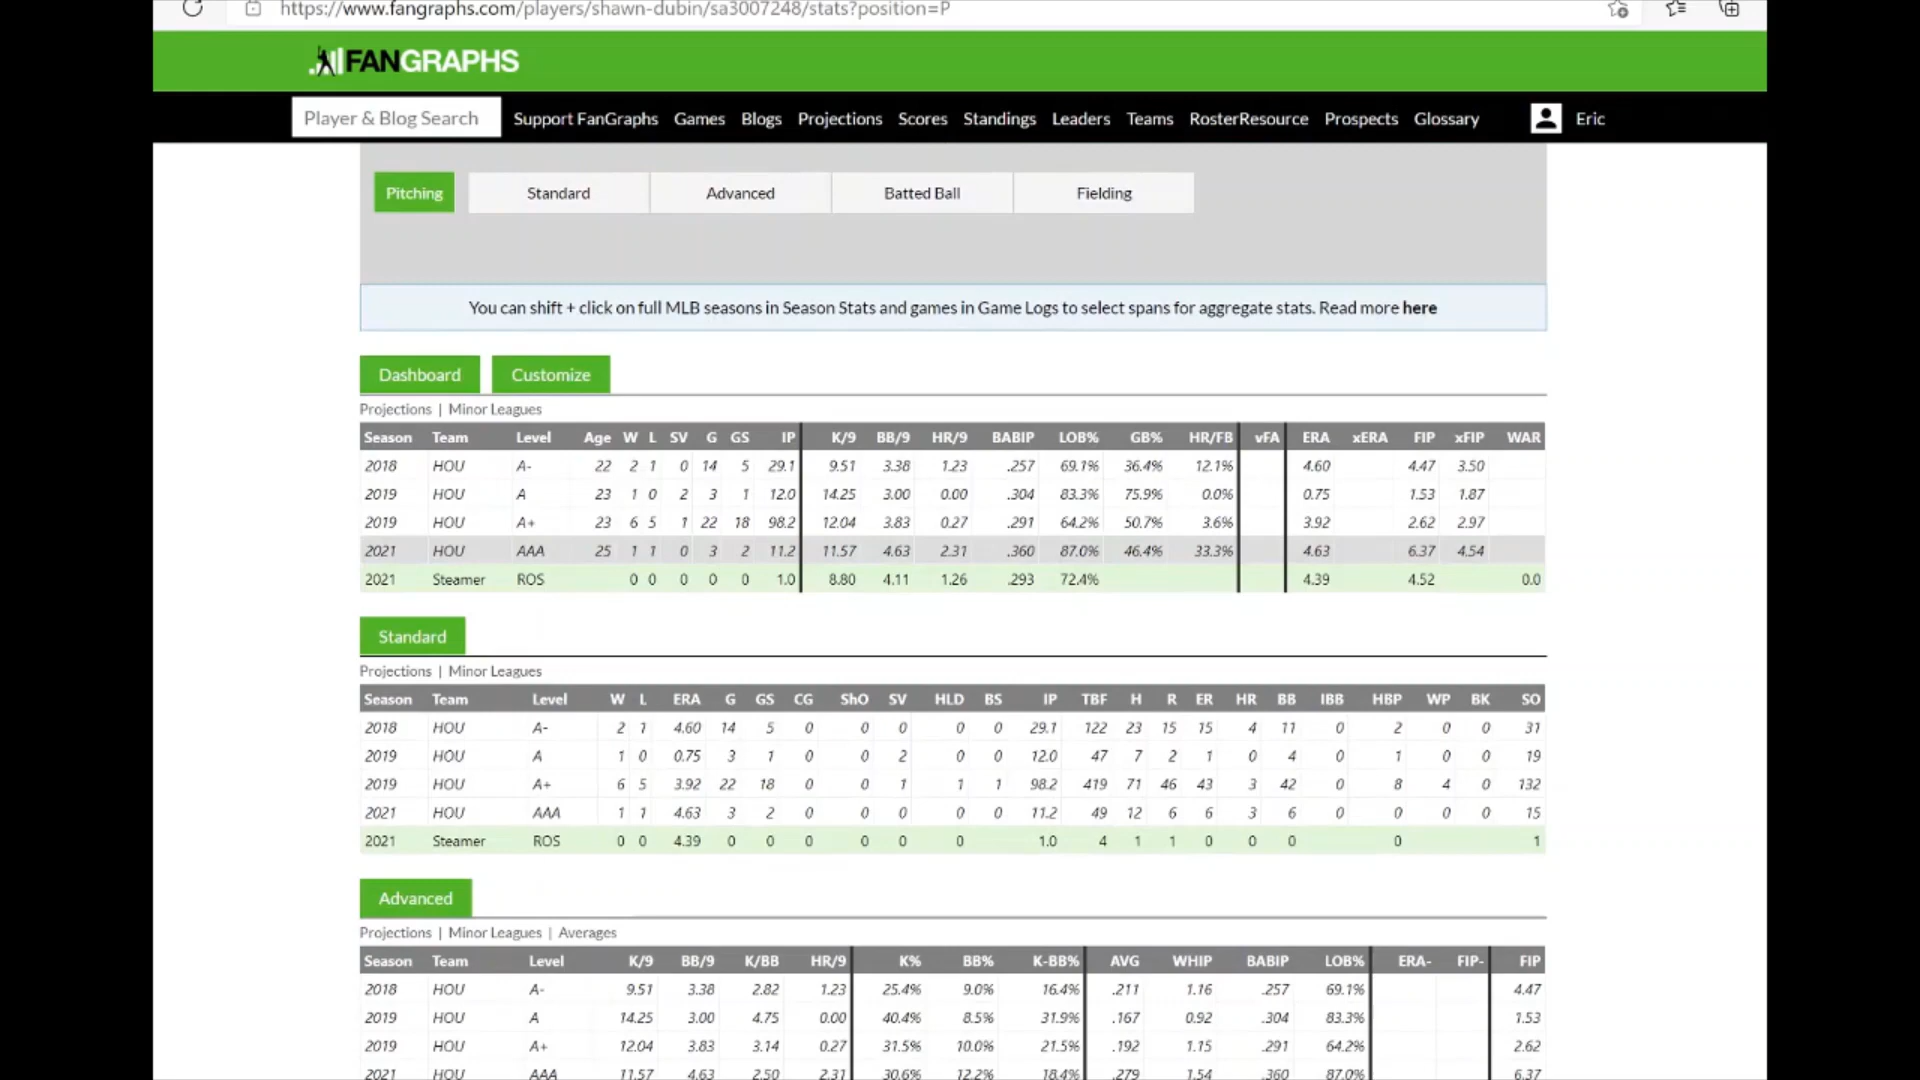 https://www.fangraphs.com/players/shawn-dubin/sa3007248/stats?position=P
FANGRAPHS
Player & Blog Search Support FanGraphs Games Blogs Projections Scores Standings Leaders Teams RosterResource Prospects Glossary Eric
Pitching Standard Advanced Batted Ball Fielding
You can shift + click on full MLB seasons in Season Stats and games in Game Logs to select spans for aggregate stats. Read more here
Dashboard Customize
Projections | Minor Leagues
Season Team Level Age W L SV G GS IP K/9 BB/9 HR/9 BABIP LOB% GB% HR/FB vFA ERA xERA FIP xFIP WAR
2018 HOU A- 22 2 1 0 14 5 29.1 9.51 3.38 1.23 .257 69.1% 36.4% 12.1% 4.60 4.47 3.50
2019 HOU A 23 1 0 2 3 1 12.0 14.25 3.00 0.00 .304 83.3% 75.9% 0.0% 0.75 1.53 1.87
2019 HOU A+ 23 6 5 1 22 18 98.2 12.04 3.83 0.27 .291 64.2% 50.7% 3.6% 3.92 2.62 2.97
2021 HOU AAA 25 1 1 0 3 2 11.2 11.57 4.63 2.31 .360 87.0% 46.4% 33.3% 4.63 6.37 4.54
2021 Steamer ROS 0 0 0 0 0 1.0 8.80 4.11 1.26 .293 72.4% 4.39 4.52 0.0
Standard
Projections | Minor Leagues
Season Team Level W L ERA G GS CG ShO SV HLD BS IP TBF H R ER HR BB IBB HBP WP BK SO
2018 HOU A- 2 1 4.60 14 5 0 0 0 0 0 29.1 122 23 15 15 4 11 0 2 0 0 31
2019 HOU A 1 0 0.75 3 1 0 0 2 0 0 12.0 47 7 2 1 0 4 0 1 0 0 19
2019 HOU A+ 6 5 3.92 22 18 0 0 1 1 1 98.2 419 71 46 43 3 42 0 8 4 0 132
2021 HOU AAA 1 1 4.63 3 2 0 0 0 0 0 11.2 49 12 6 6 3 6 0 0 0 0 15
2021 Steamer ROS 0 0 4.39 0 0 0 0 0 0 1.0 4 1 1 0 0 0 0 1
Advanced
Projections | Minor Leagues | Averages
Season Team Level K/9 BB/9 K/BB HR/9 K% BB% K-BB% AVG WHIP BABIP LOB% ERA- FIP- FIP
2018 HOU A- 9.51 3.38 2.82 1.23 25.4% 9.0% 16.4% .211 1.16 .257 69.1% 4.47
2019 HOU A 14.25 3.00 4.75 0.00 40.4% 8.5% 31.9% .167 0.92 .304 83.3% 1.53
2019 HOU A+ 12.04 3.83 3.14 0.27 31.5% 10.0% 21.5% .192 1.15 .291 64.2% 2.62
2021 HOU AAA 11.57 4.63 2.50 2.31 30.6% 12.2% 18.4% .279 1.54 .360 87.0% 6.37